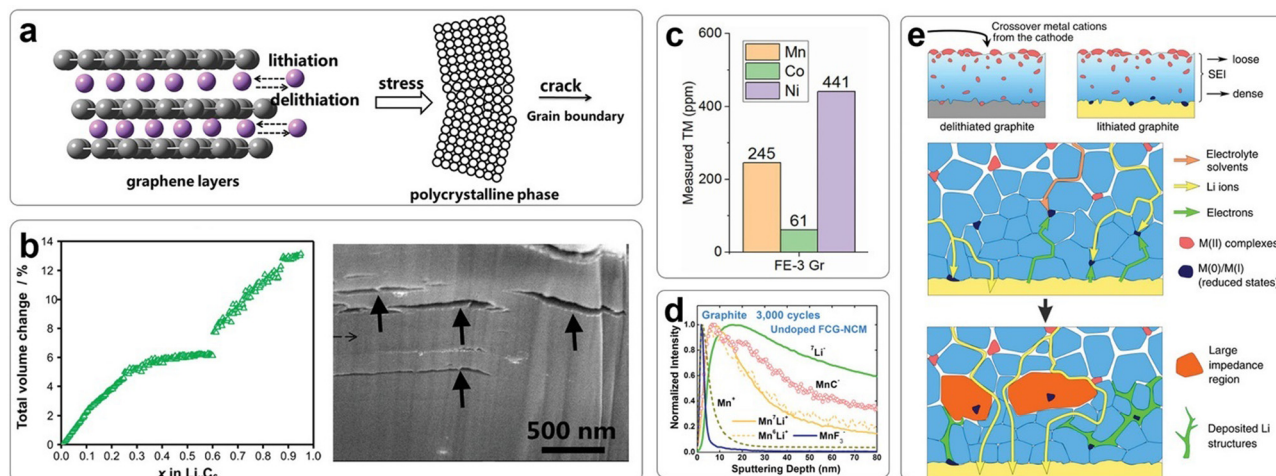 a
lithiation
delithiation
graphene layers
stress
polycrystalline phase
crack
Grain boundary
b
Total volume change / %
14
12
10
8
6
4
2
0
0.0 0.1 0.2 0.3 0.4 0.5 0.6 0.7 0.8 0.9 1.0
x in LixC6
500 nm
c
Measured TM (ppm)
600
400
200
0
Mn
Co
Ni
245
61
441
FE-3 Gr
d
Normalized Intensity
1.0
0.8
0.6
0.4
0.2
0.0
Graphite 3,000 cycles
Undoped FCG-NCM
⁷Li⁻
MnC⁻
Mn⁺
Mn⁷Li⁺
Mn⁶Li⁺
MnF₃⁻
0 10 20 30 40 50 60 70 80
Sputtering Depth (nm)
e
Crossover metal cations
from the cathode
loose
SEI
dense
delithiated graphite
lithiated graphite
Electrolyte
solvents
Li ions
Electrons
M(II) complexes
M(0)/M(I)
(reduced states)
Large
impedance
region
Deposited Li
structures